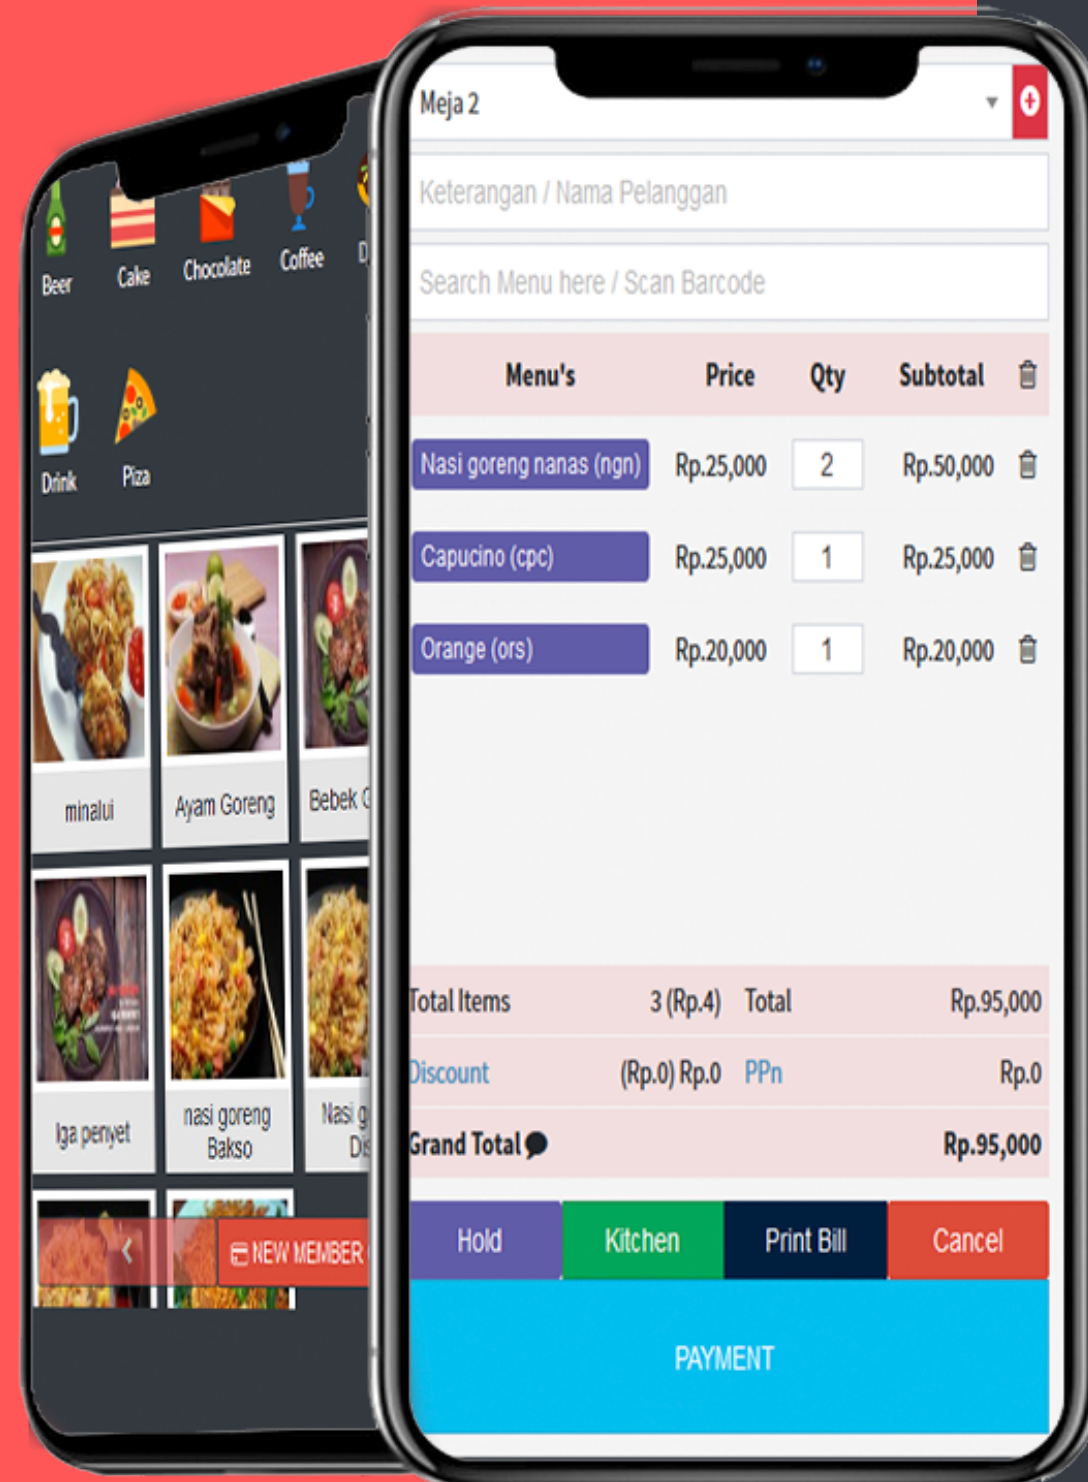 Beer
Cake
Chocolate
Coffee
Drink
Piza
minalui
Ayam Goreng
Bebek
Iga penyet
nasi goreng
Bakso
Nasi
NEW MEMBER
Meja 2
Keterangan / Nama Pelanggan
Search Menu here / Scan Barcode
Menu's Price Qty Subtotal
Nasi goreng nanas (ngn) Rp.25,000 2 Rp.50,000
Capucino (cpc) Rp.25,000 1 Rp.25,000
Orange (ors) Rp.20,000 1 Rp.20,000
Total Items 3 (Rp.4) Total Rp.95,000
Discount (Rp.0) Rp.0 PPn Rp.0
Grand Total Rp.95,000
Hold Kitchen Print Bill Cancel
PAYMENT